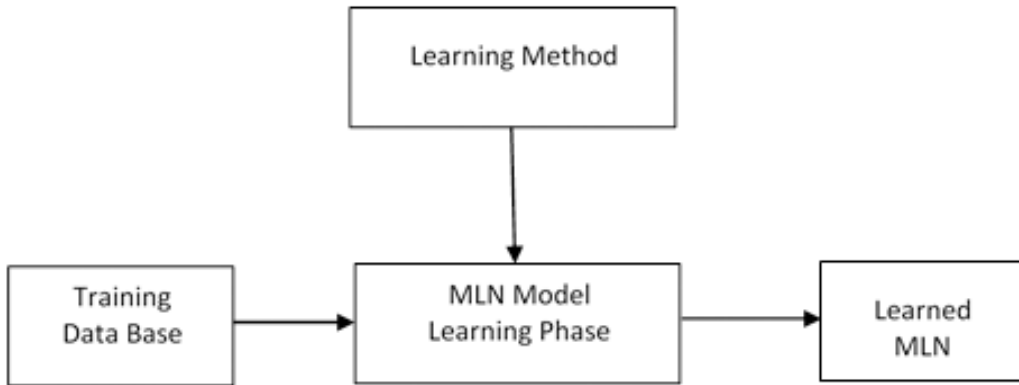 Learning Method
Training
Data Base
MLN Model
Learning Phase
Learned
MLN